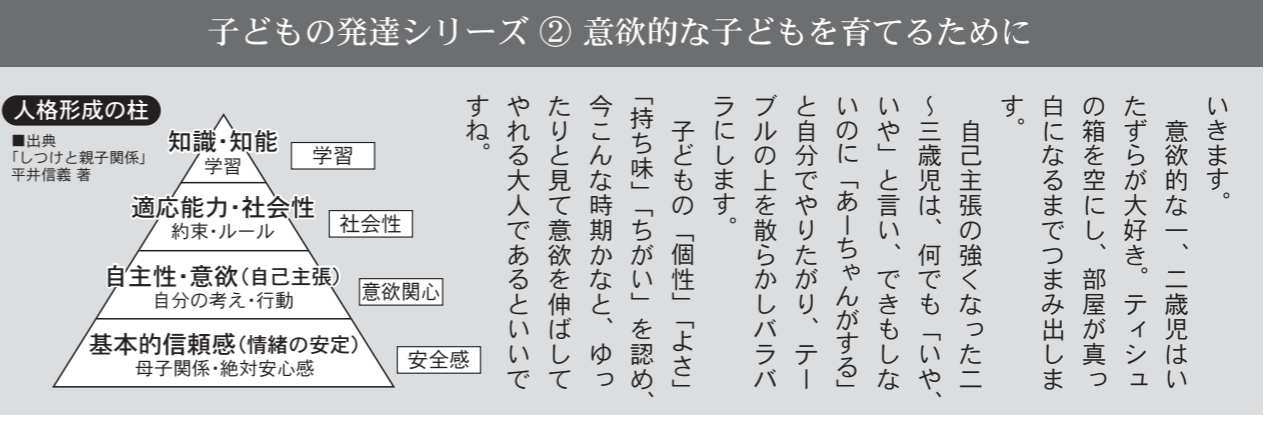 子どもの発達シリーズ ② 意欲的な子どもを育てるために
いきます。
意欲的な一、二歳児はい
たずらが大好き。ティシュ
の箱を空にし、部屋が真っ
白になるまでつまみ出しま
す。
自己主張の強くなった二
〜三歳児は、何でも「いや、
いや」と言い、できもしな
いのに「あーちゃんがする」
と自分でやりたがり、テー
ブルの上を散らかしバラバ
ラにします。
子どもの「個性」「よさ」
「持ち味」「ちがい」を認め、
今こんな時期かなと、ゆっ
たりと見て意欲を伸ばして
やれる大人であるといいで
すね。
人格形成の柱
■出典
「しつけと親子関係」
平井信義 著
知識・知能
学習
学習
適応能力・社会性
約束・ルール
社会性
自主性・意欲(自己主張)
自分の考え・行動
意欲関心
基本的信頼感(情緒の安定)
母子関係・絶対安心感
安全感